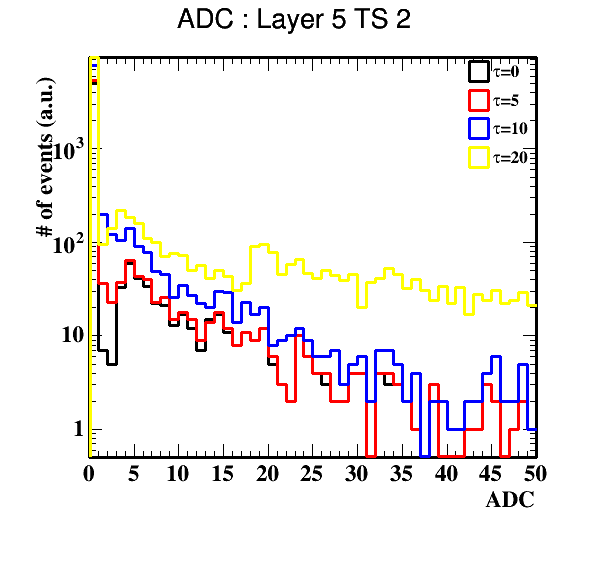 ADC : Layer 5 TS 2
# of events (a.u.)
10³
10²
10
1
τ=0
τ=5
τ=10
τ=20
0 5 10 15 20 25 30 35 40 45 50
ADC